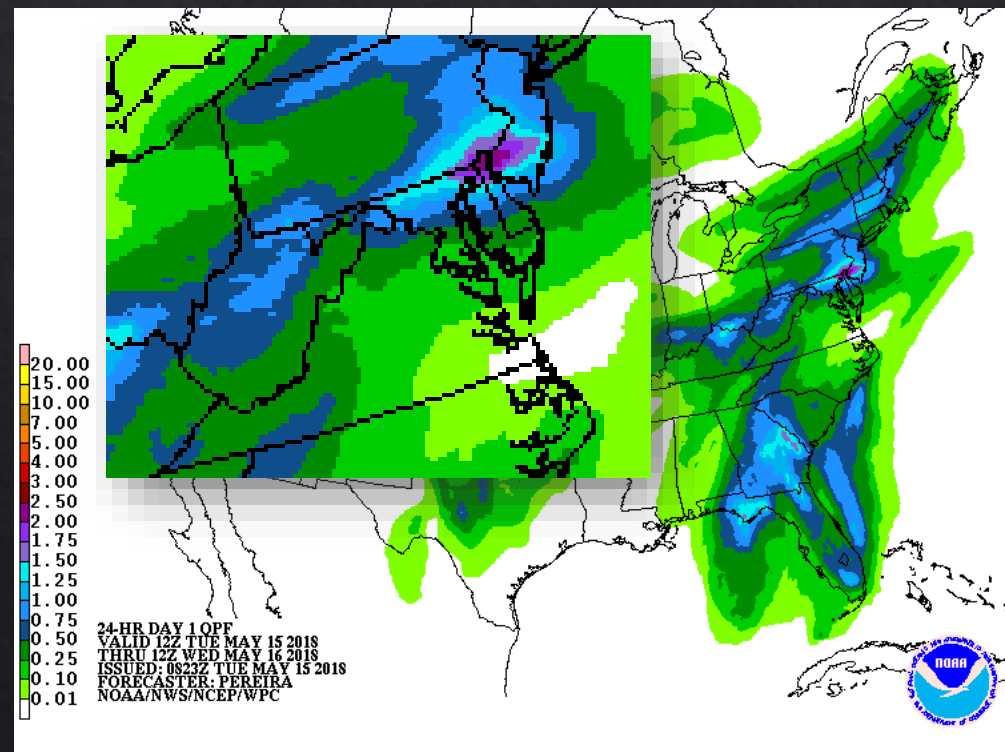 20.00
15.00
10.00
7.00
5.00
4.00
3.00
2.50
2.00
1.75
1.50
1.25
1.00
0.75
0.50
0.25
0.10
0.01
24-HR DAY 1 QPF
VALID 12Z TUE MAY 15 2018
THRU 12Z WED MAY 16 2018
ISSUED: 0823Z TUE MAY 15 2018
FORECASTER: PEREIRA
NOAA/NWS/NCEP/WPC
NOAA